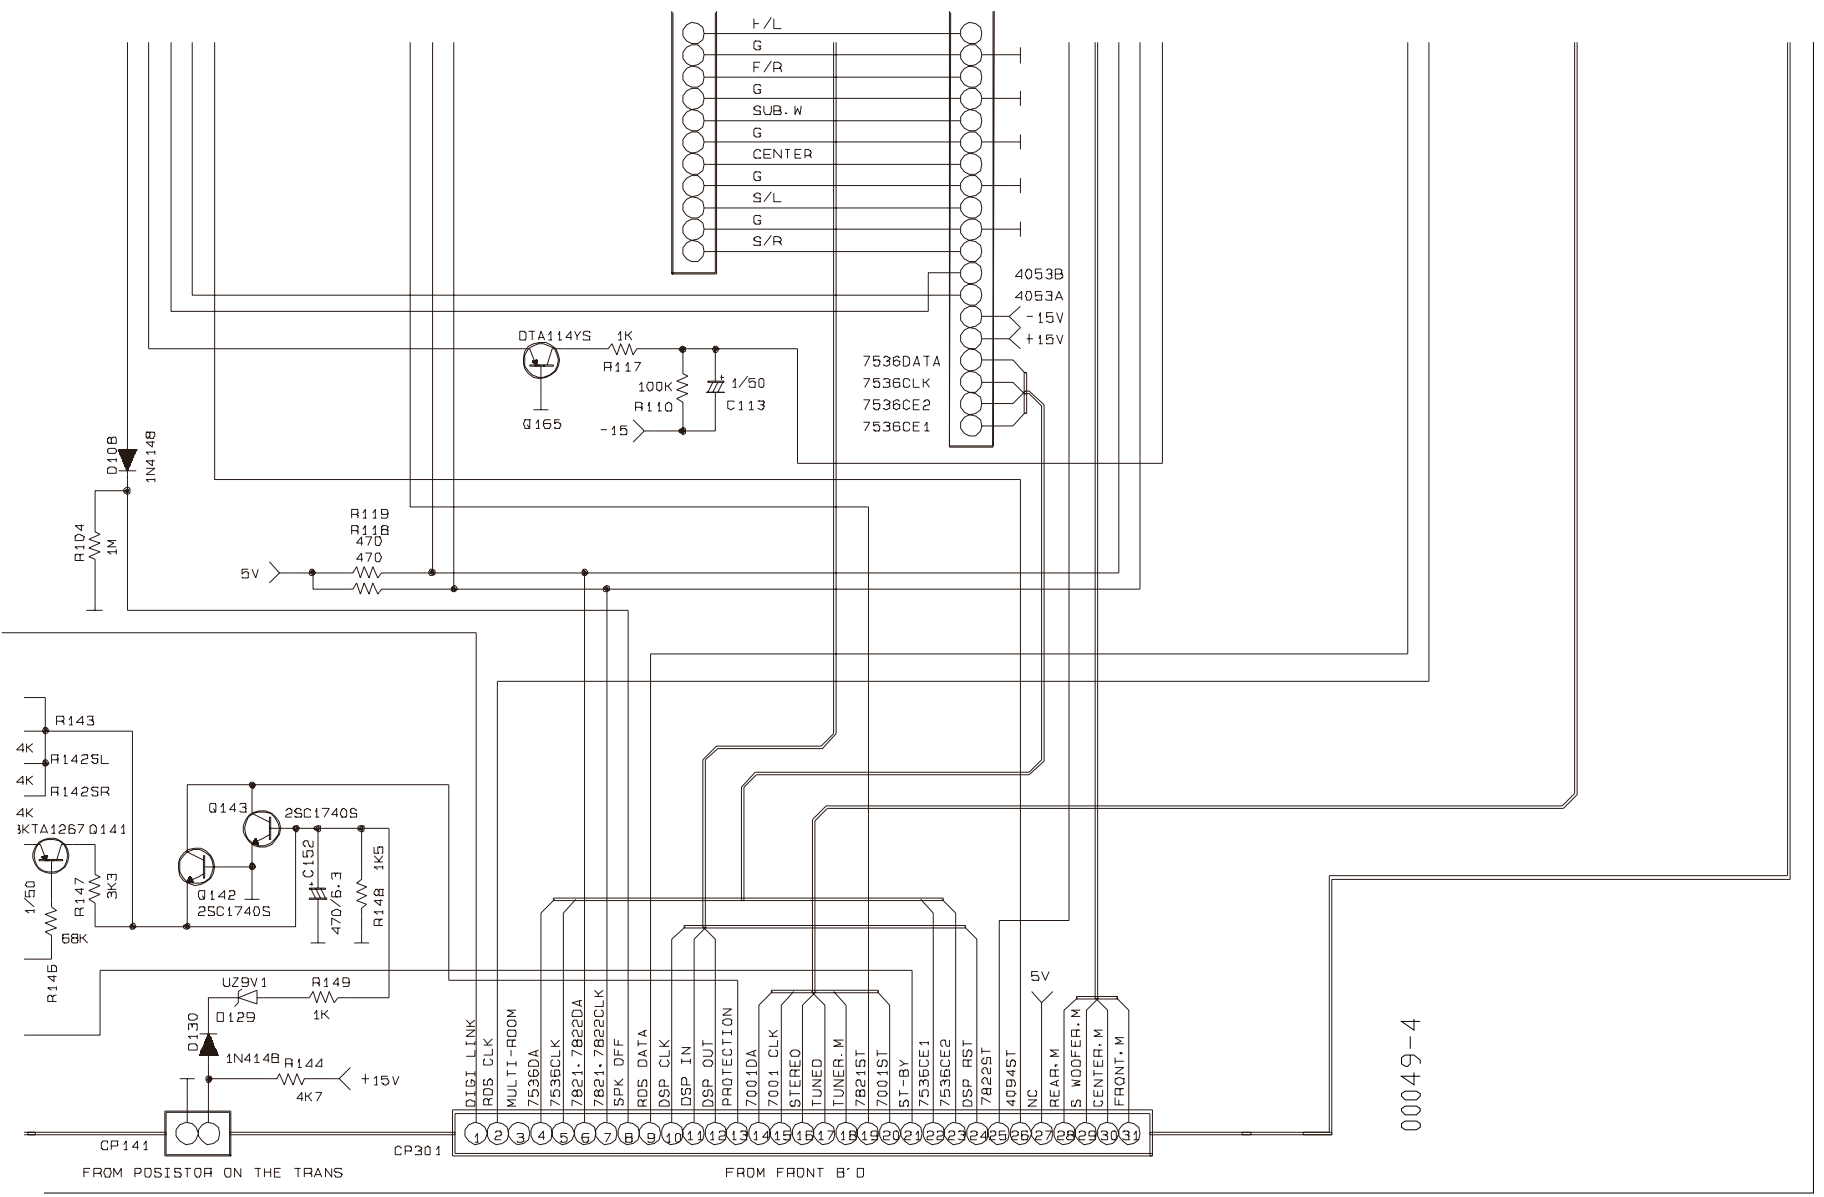 F/L
G
F/R
G
SUB.W
G
CENTER
G
S/L
G
S/R
4053B
4053A
-15V
+15V
DTA114YS
1K
R117
7536DATA
7536CLK
7536CE2
7536CE1
100K
R110
1/50
C113
Q165
-15
D108
1N4148
R104
1M
R119
R118
470
470
5V
R143
4K
R142SL
4K
R142SR
4K
KTA1267 Q141
Q143
2SC1740S
C152
470/6.3
1K5
R148
1/50
R147
3K3
Q142
2SC1740S
68K
R146
UZ9V1
D129
R149
1K
D130
1N4148
R144
4K7
+15V
5V
DIGI LINK
RDS CLK
MULTI-ROOM
7536DA
7536CLK
7821.7822DA
7821.7822CLK
SPK OFF
RDS DATA
DSP CLK
DSP IN
DSP OUT
PROTECTION
7001DA
7001 CLK
STEREO
TUNED
TUNER.M
7821ST
7001ST
ST-BY
7536CE1
7536CE2
DSP RST
7822ST
4094ST
NC
REAR.M
S WOOFER.M
CENTER.M
FRONT.M
1 2 3 4 5 6 7 8 9 10 11 12 13 14 15 16 17 18 19 20 21 22 23 24 25 26 27 28 29 30 31
CP141
CP301
FROM POSISTOR ON THE TRANS
FROM FRONT B'D
00049-4